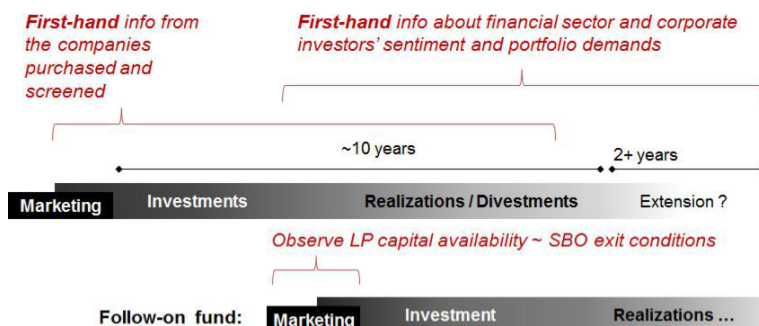 First-hand info from
the companies
purchased and
screened
First-hand info about financial sector and corporate
investors' sentiment and portfolio demands
~10 years
2+ years
Marketing
Investments
Realizations / Divestments
Extension ?
Observe LP capital availability ~ SBO exit conditions
Follow-on fund:
Marketing
Investment
Realizations ...